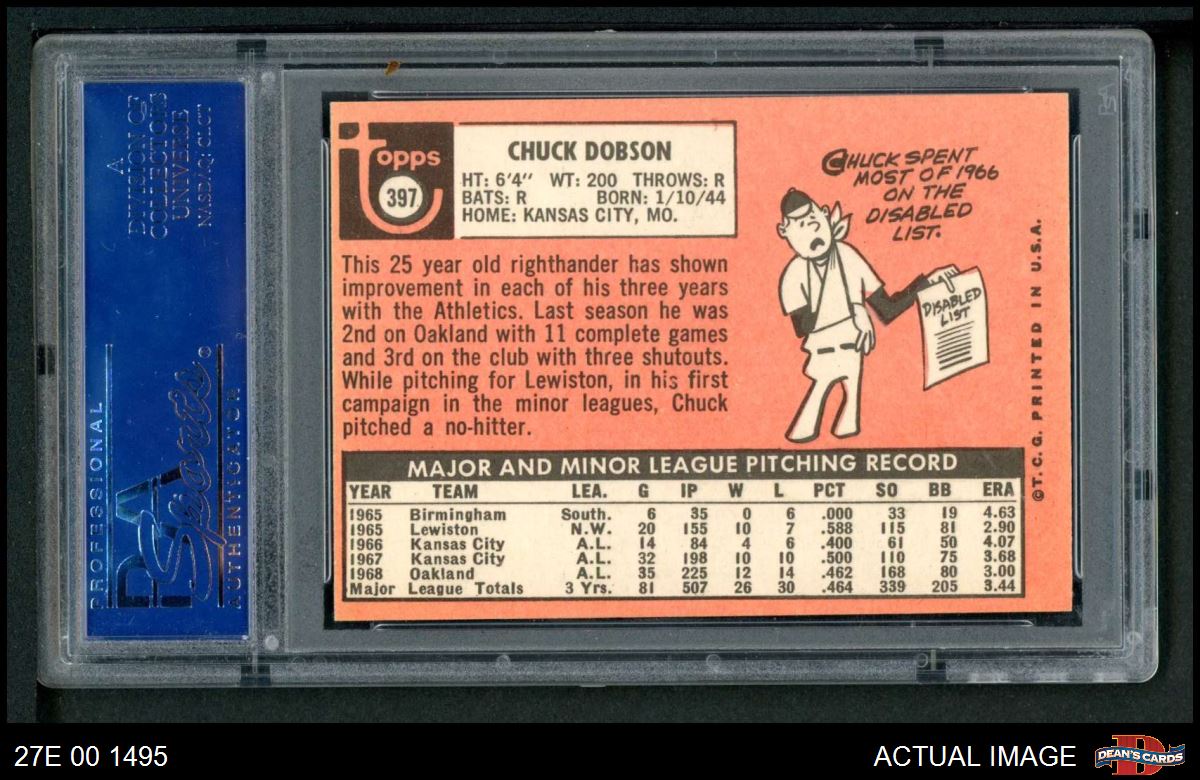 A
DIVISION OF
COLLECTORS
UNIVERSE
NASDAQ: CLCT
PROFESSIONAL
PSA
Sports
AUTHENTICATOR
topps
397
CHUCK DOBSON
HT: 6'4" WT: 200 THROWS: R
BATS: R BORN: 1/10/44
HOME: KANSAS CITY, MO.
This 25 year old righthander has shown
improvement in each of his three years
with the Athletics. Last season he was
2nd on Oakland with 11 complete games
and 3rd on the club with three shutouts.
While pitching for Lewiston, in his first
campaign in the minor leagues, Chuck
pitched a no-hitter.
CHUCK SPENT
MOST OF 1966
ON THE
DISABLED
LIST.
DISABLED
LIST
©T.C.G. PRINTED IN U.S.A.
MAJOR AND MINOR LEAGUE PITCHING RECORD
YEAR TEAM LEA. G IP W L PCT SO BB ERA
1965 Birmingham South. 6 35 0 6 .000 33 19 4.63
1965 Lewiston N.W. 20 155 10 7 .588 115 81 2.90
1966 Kansas City A.L. 14 84 4 6 .400 61 50 4.07
1967 Kansas City A.L. 32 198 10 10 .500 110 75 3.68
1968 Oakland A.L. 35 225 12 14 .462 168 80 3.00
Major League Totals 3 Yrs. 81 507 26 30 .464 339 205 3.44
27E 00 1495
ACTUAL IMAGE
DEAN'S CARDS